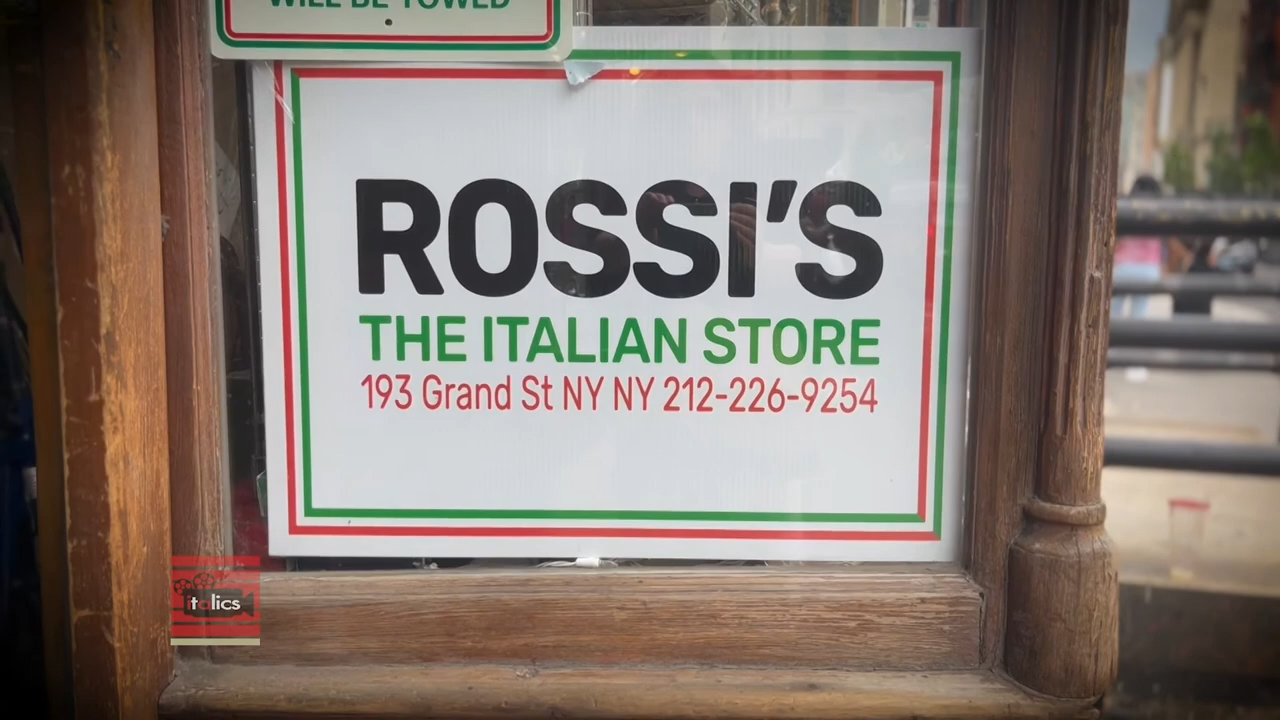 WILL BE TOWED
ROSSI'S
THE ITALIAN STORE
193 Grand St NY NY 212-226-9254
italics